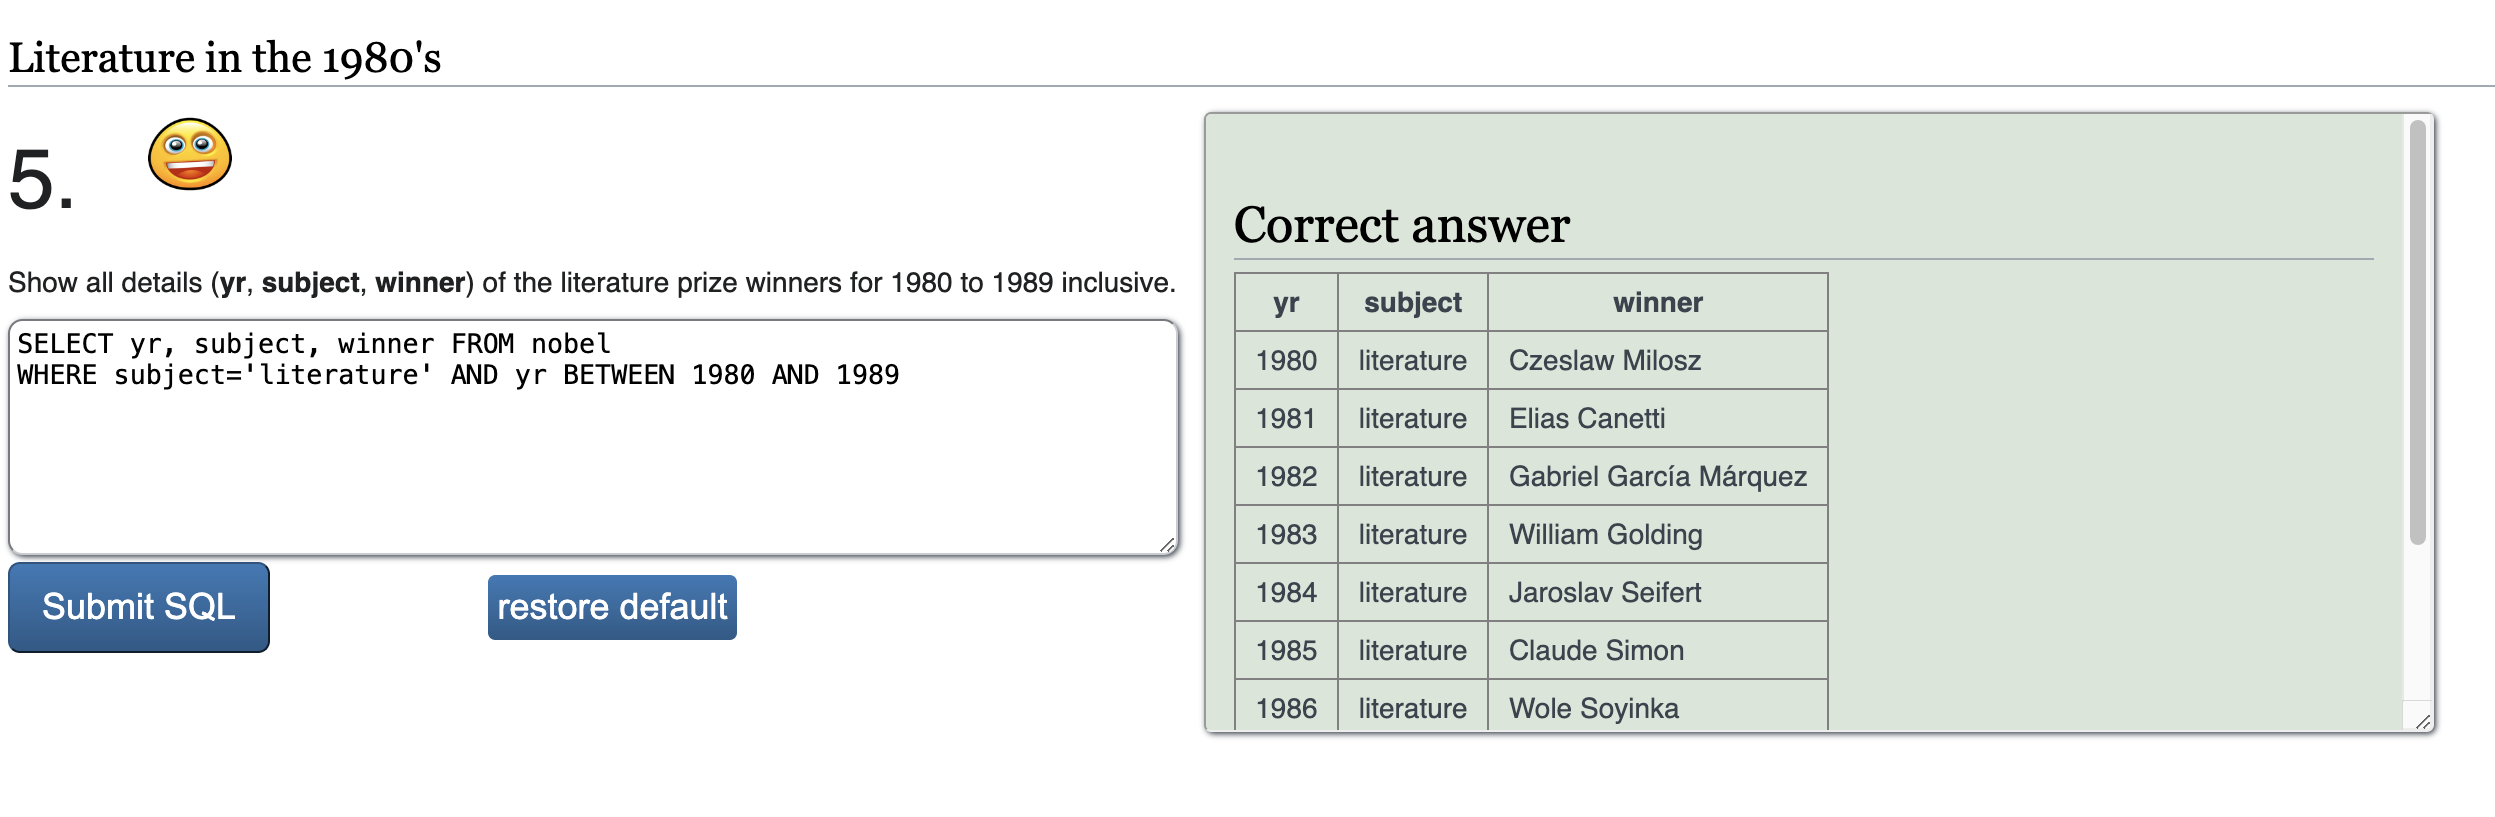 Literature in the 1980's
5.
Show all details (yr, subject, winner) of the literature prize winners for 1980 to 1989 inclusive.
SELECT yr, subject, winner FROM nobel
WHERE subject='literature' AND yr BETWEEN 1980 AND 1989
Submit SQL
restore default
Correct answer
yr subject winner
1980 literature Czeslaw Milosz
1981 literature Elias Canetti
1982 literature Gabriel García Márquez
1983 literature William Golding
1984 literature Jaroslav Seifert
1985 literature Claude Simon
1986 literature Wole Soyinka